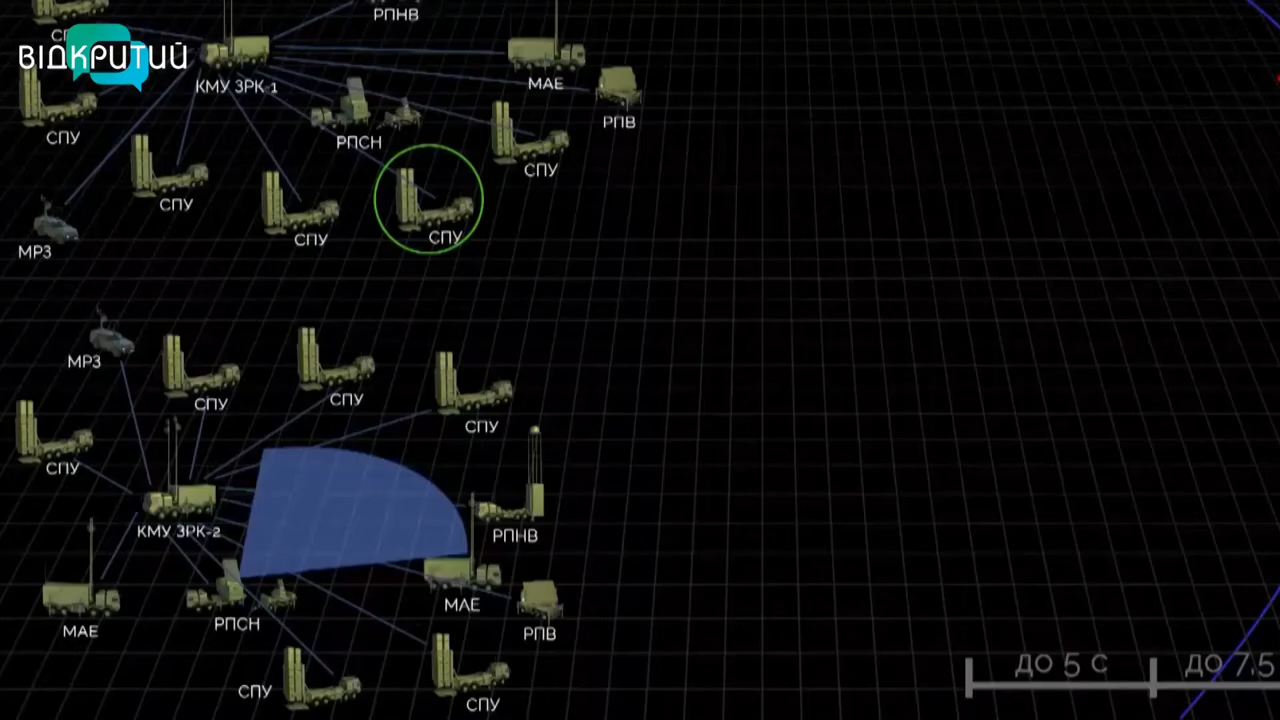 РПНВ
СПУ
ВІДКРИТИЙ
КМУ ЗРК-1
МАЕ
РПВ
СПУ
РПСН
СПУ
СПУ
СПУ
СПУ
МРЗ
МРЗ
СПУ
СПУ
СПУ
СПУ
КМУ ЗРК-2
РПНВ
МАЕ
МАЕ
РПСН
РПВ
СПУ
СПУ
ДО 5 С
ДО 7,5